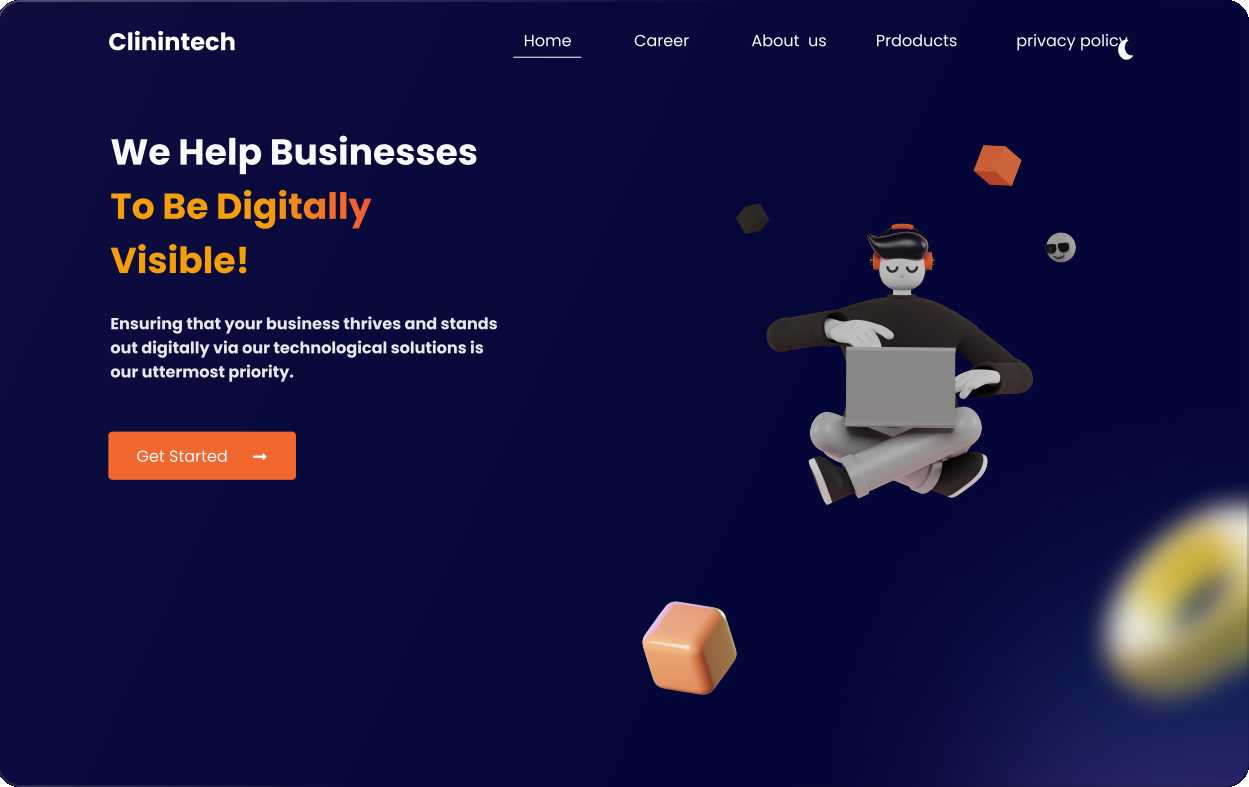 Clinintech
Home Career About us Prdoducts privacy policy
We Help Businesses
To Be Digitally
Visible!
Ensuring that your business thrives and stands
out digitally via our technological solutions is
our uttermost priority.
Get Started